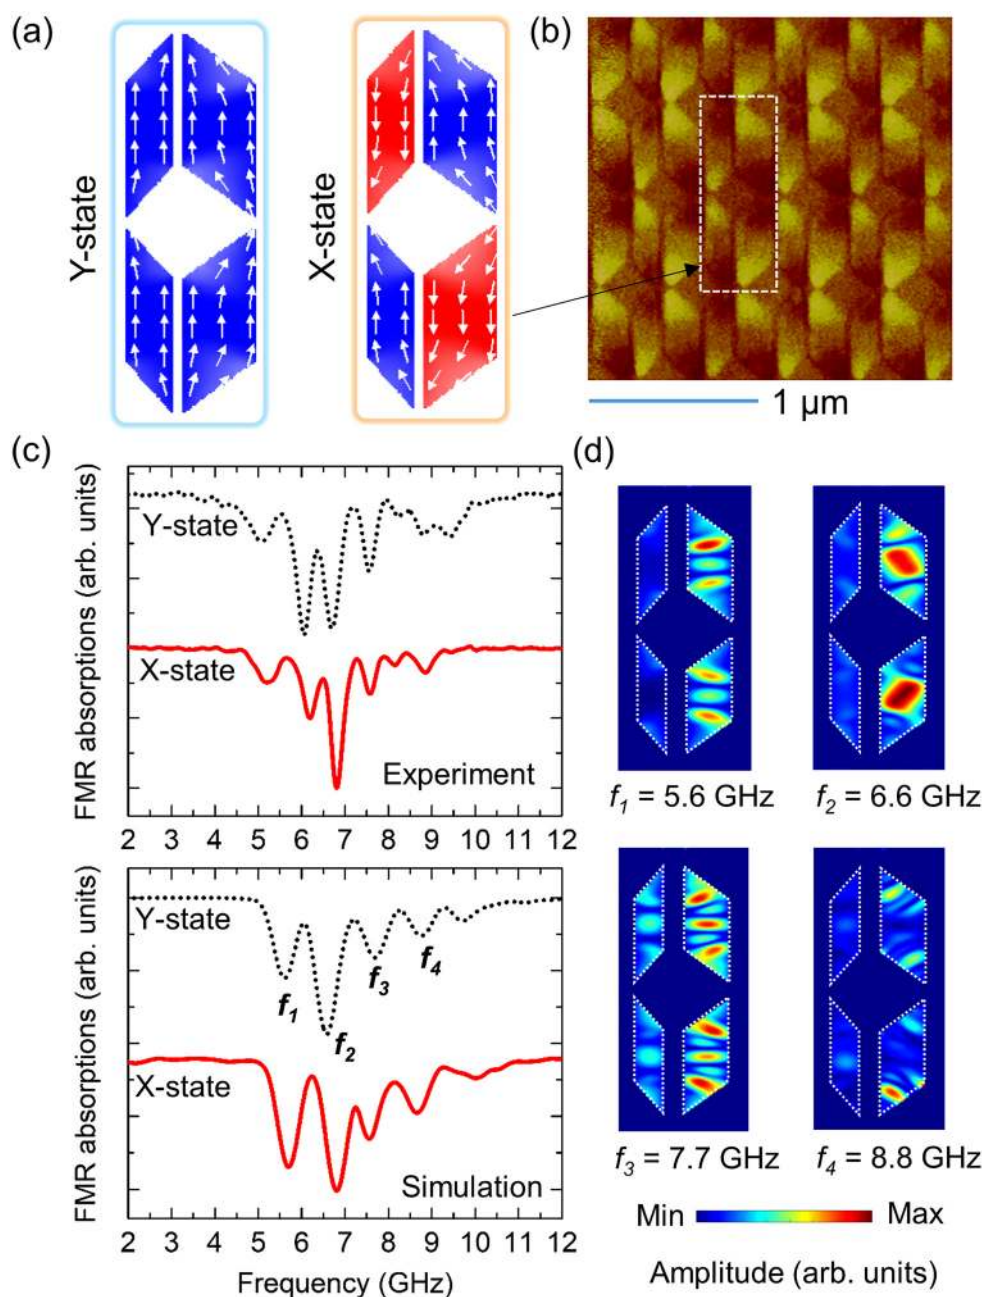 (a)
Y-state
X-state
(b)
1 µm
(c)
FMR absorptions (arb. units)
Y-state
X-state
Experiment
2 3 4 5 6 7 8 9 10 11 12
FMR absorptions (arb. units)
Y-state
f1
f2
f3
f4
X-state
Simulation
2 3 4 5 6 7 8 9 10 11 12
Frequency (GHz)
(d)
f1 = 5.6 GHz
f2 = 6.6 GHz
f3 = 7.7 GHz
f4 = 8.8 GHz
Min Max
Amplitude (arb. units)